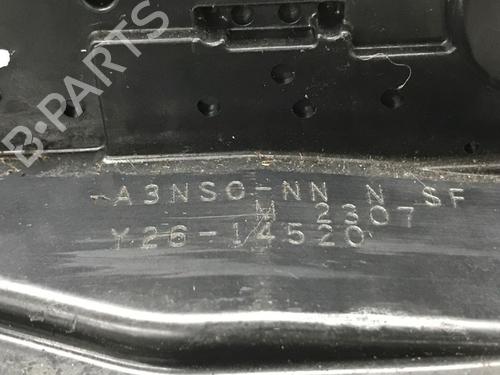 B-PARTS
-A3NSO-NN N SF
M 2307
Y26-14520